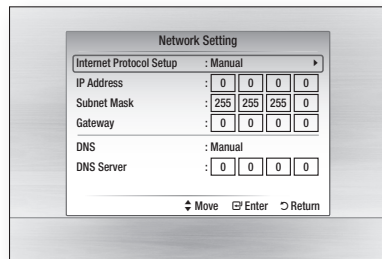 Network Setting
Internet Protocol Setup : Manual
IP Address : 0 0 0 0
Subnet Mask : 255 255 255 0
Gateway : 0 0 0 0
DNS : Manual
DNS Server : 0 0 0 0
Move Enter Return